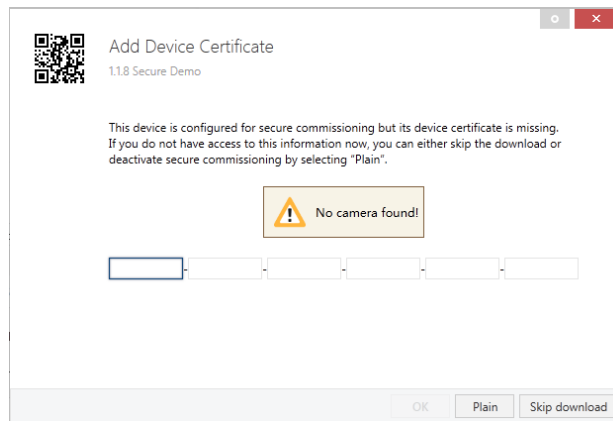 Add Device Certificate
1.1.8 Secure Demo
This device is configured for secure commissioning but its device certificate is missing.
If you do not have access to this information now, you can either skip the download or
deactivate secure commissioning by selecting "Plain".
No camera found!
- - - - -
OK Plain Skip download